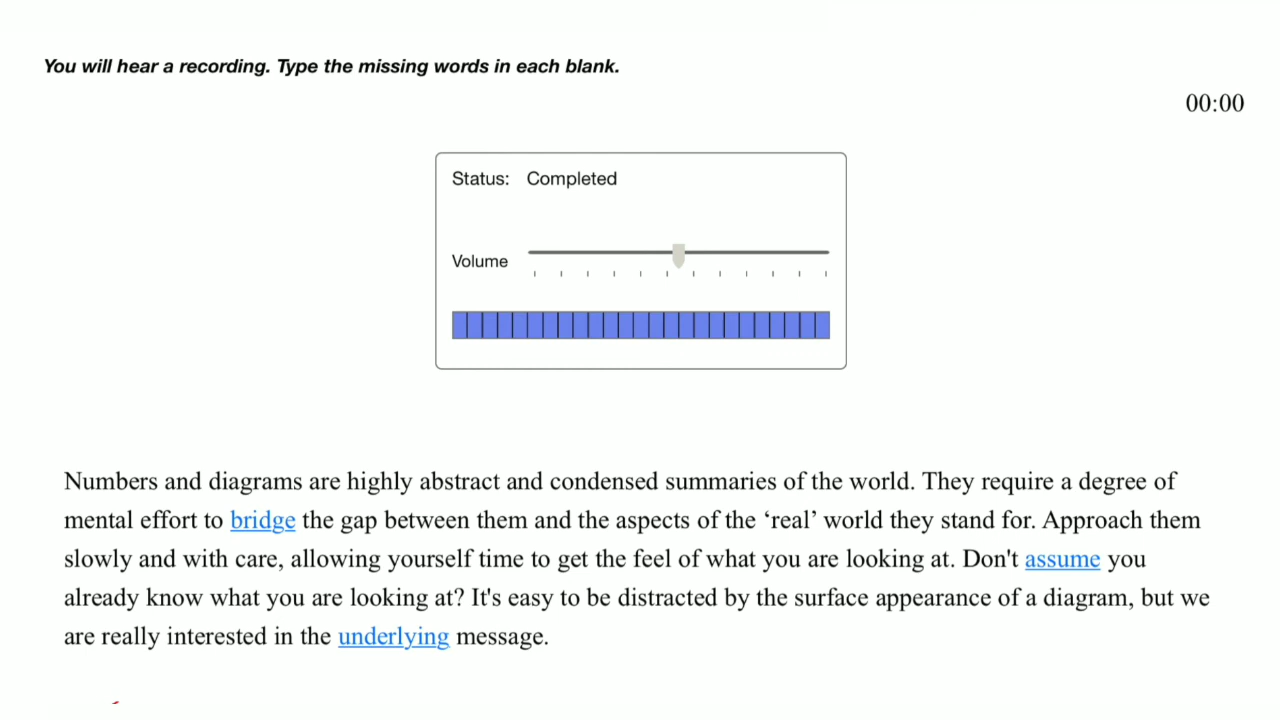 You will hear a recording. Type the missing words in each blank.
00:00
Status: Completed
Volume
Numbers and diagrams are highly abstract and condensed summaries of the world. They require a degree of
mental effort to bridge the gap between them and the aspects of the ‘real’ world they stand for. Approach them
slowly and with care, allowing yourself time to get the feel of what you are looking at. Don't assume you
already know what you are looking at? It's easy to be distracted by the surface appearance of a diagram, but we
are really interested in the underlying message.